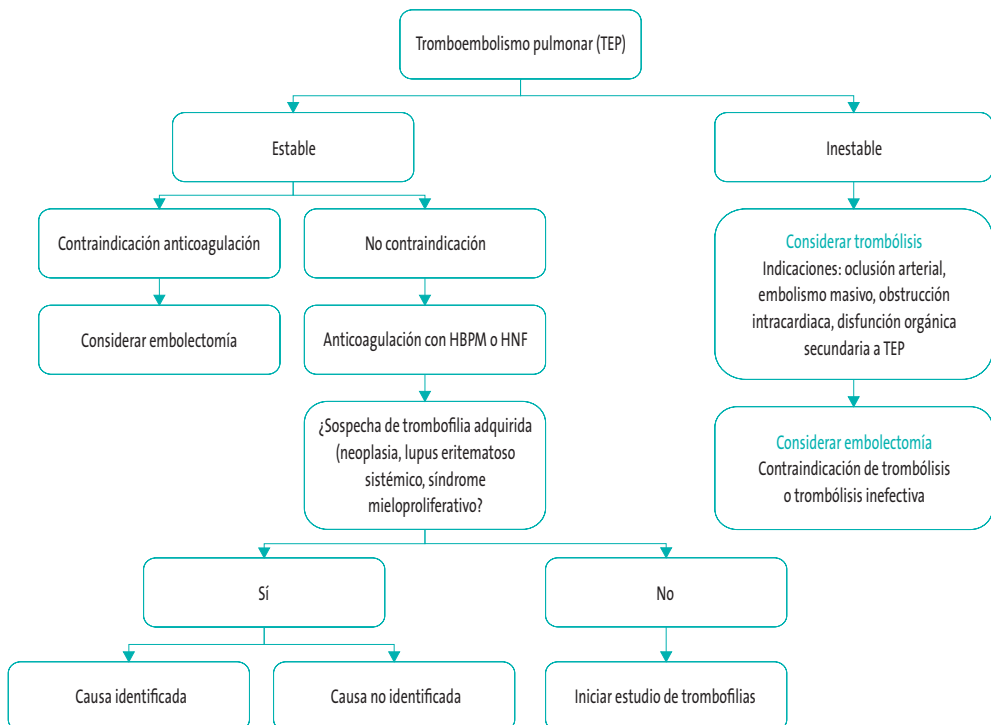 Tromboembolismo pulmonar (TEP)
Estable
Inestable
Contraindicación anticoagulación
No contraindicación
Considerar trombólisis
Indicaciones: oclusión arterial,
embolismo masivo, obstrucción
intracardiaca, disfunción orgánica
secundaria a TEP
Considerar embolectomía
Anticoagulación con HBPM o HNF
¿Sospecha de trombofilia adquirida
(neoplasia, lupus eritematoso
sistémico, síndrome
mieloproliferativo?
Considerar embolectomía
Contraindicación de trombólisis
o trombólisis inefectiva
Sí
No
Causa identificada
Causa no identificada
Iniciar estudio de trombofilias